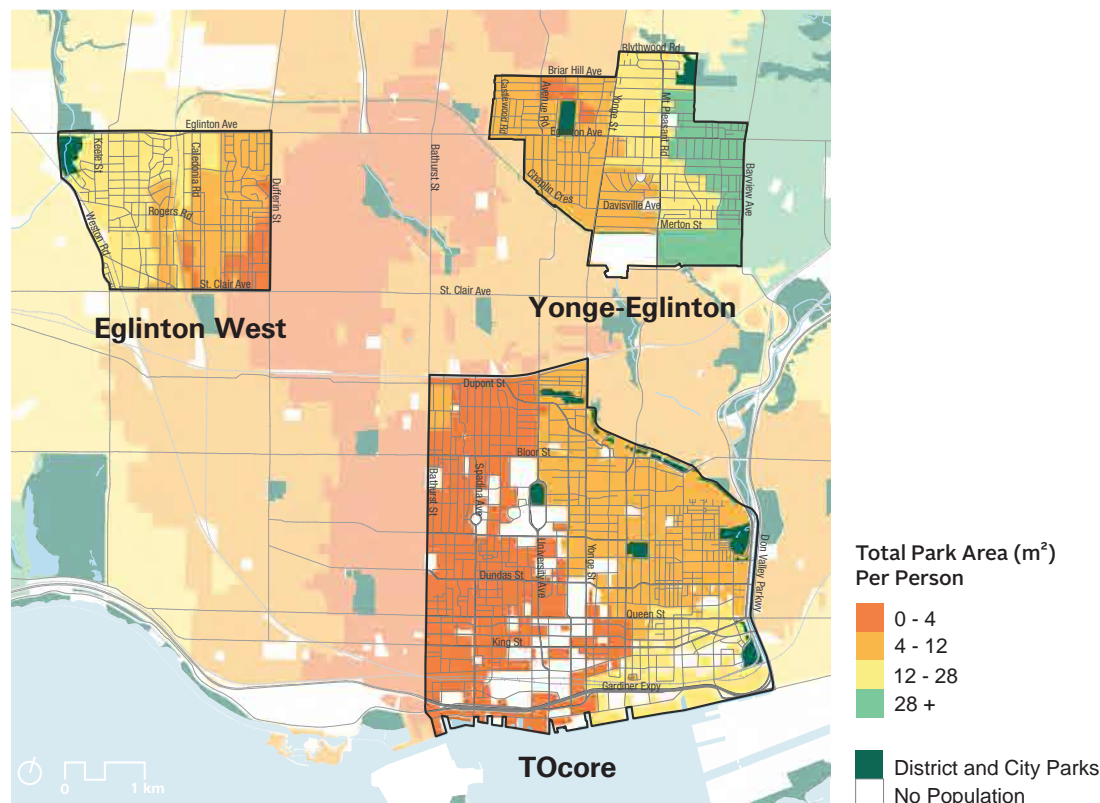 Blythwood Rd
Briar Hill Ave
Castlewood Rd
Avenue Rd
Yonge St
Mt Pleasant Rd
Eglinton Ave
Eglinton Ave
Keele St
Caledonia Rd
Bathurst St
Bayview Ave
Chaplin Cres
Dufferin St
Rogers Rd
Davisville Ave
Weston Rd
Merton St
St. Clair Ave
St. Clair Ave
Eglinton West
Yonge-Eglinton
Dupont St
Bloor St
Bathurst St
Spadina Ave
University Ave
Yonge St
Don Valley Parkwy
Dundas St
Queen St
King St
Gardiner Expy
TOcore
0 1 km
Total Park Area (m²)
Per Person
0 - 4
4 - 12
12 - 28
28 +
District and City Parks
No Population